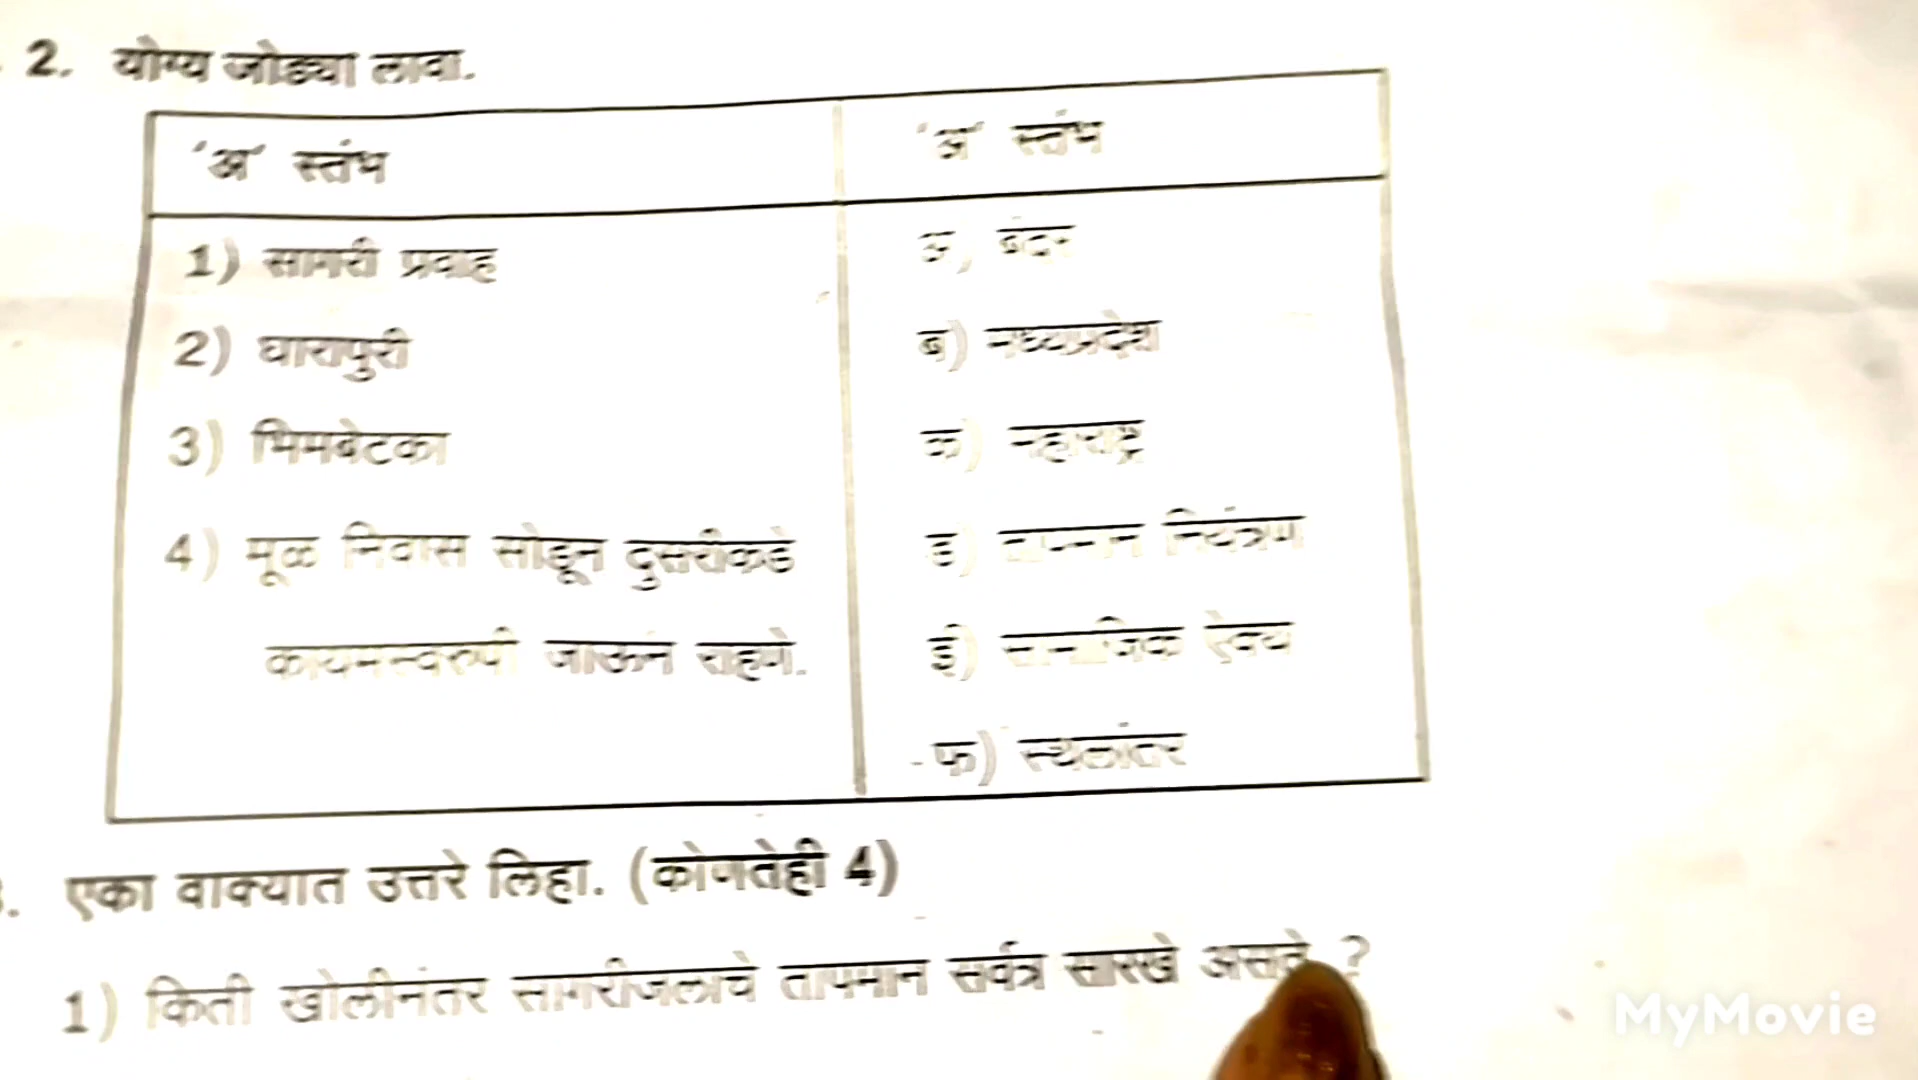 2. योग्य जोड्या लावा.
'अ' स्तंभ 'अ' स्तंभ
1) सागरी प्रवाह अ) बंदर
2) घारापुरी ब) मध्यप्रदेश
3) भिमबेटका क) महाराष्ट्र
4) मूळ निवास सोडून दुसरीकडे ड) तापमान नियंत्रण
कायमस्वरुपी जाऊन राहणे. ई) सामाजिक ऐक्य
फ) स्थलांतर
. एका वाक्यात उत्तरे लिहा. (कोणतेही 4)
1) किती खोलीनंतर सागरीजलाचे तापमान सर्वत्र सारखे असते ?
MyMovie